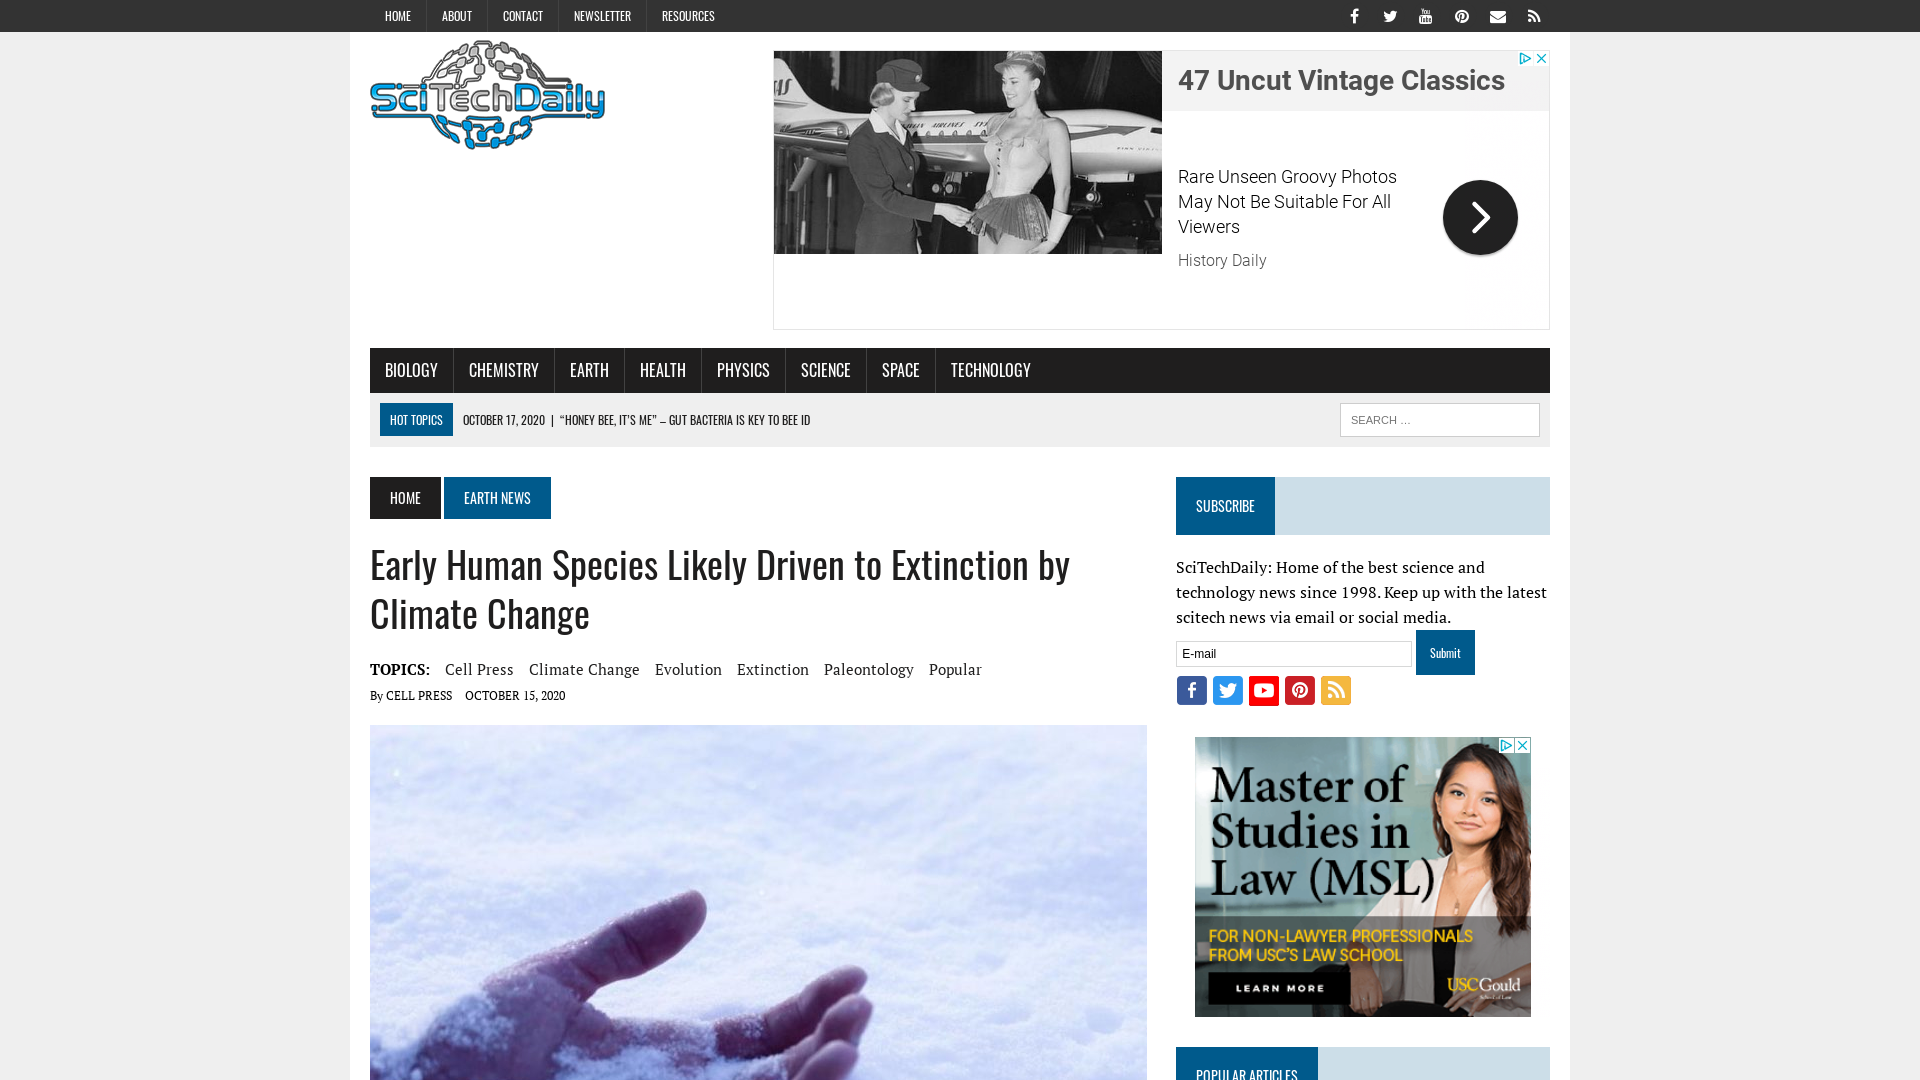 HOME ABOUT CONTACT NEWSLETTER RESOURCES
SciTechDaily
47 Uncut Vintage Classics
Rare Unseen Groovy Photos
May Not Be Suitable For All
Viewers
History Daily
BIOLOGY CHEMISTRY EARTH HEALTH PHYSICS SCIENCE SPACE TECHNOLOGY
HOT TOPICS OCTOBER 17, 2020 | “HONEY BEE, IT’S ME” – GUT BACTERIA IS KEY TO BEE ID SEARCH …
HOME EARTH NEWS
Early Human Species Likely Driven to Extinction by
Climate Change
TOPICS: Cell Press Climate Change Evolution Extinction Paleontology Popular
By CELL PRESS OCTOBER 15, 2020
SUBSCRIBE
SciTechDaily: Home of the best science and
technology news since 1998. Keep up with the latest
scitech news via email or social media.
E-mail Submit
Master of
Studies in
Law (MSL)
FOR NON-LAWYER PROFESSIONALS
FROM USC'S LAW SCHOOL
LEARN MORE
USC Gould
School of Law
POPULAR ARTICLES